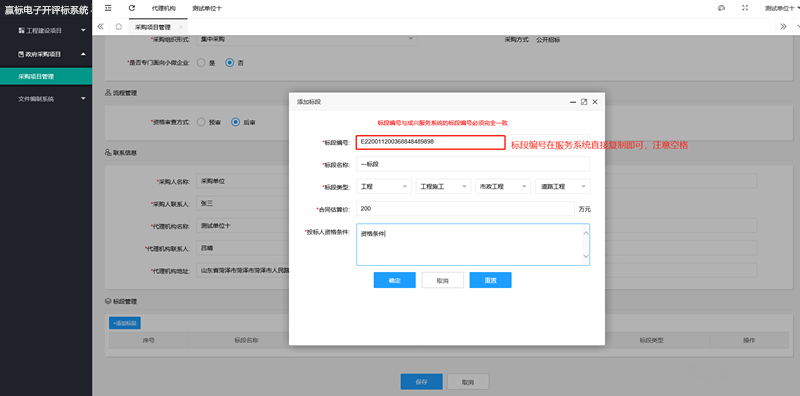 赢标电子开评标系统
代理机构
测试单位十
测试单位十
工程建设项目
政府采购项目
采购项目管理
文件编制系统
采购项目管理
*采购组织形式:
集中采购
采购方式:
公开招标
*是否专门面向小微企业:
是
否
流程管理
*资格审查方式:
预审
后审
联系信息
*采购人名称:
采购单位
*采购人联系人:
张三
*代理机构名称:
测试单位十
*代理机构联系人:
吕晴
*代理机构地址:
山东省菏泽市菏泽市菏泽市人民路
标段管理
+添加标段
序号
标段名称
标段类型
操作
保存
取消
添加标段
标段编号与成兴服务系统的标段编号必须完全一致
*标段编号:
E220011200368848489898
标段编号在服务系统直接复制即可，注意空格
*标段名称:
一标段
*标段类型:
工程
工程施工
市政工程
道路工程
*合同估算价:
200
万元
*投标人资格条件:
资格条件
确定
取消
重置